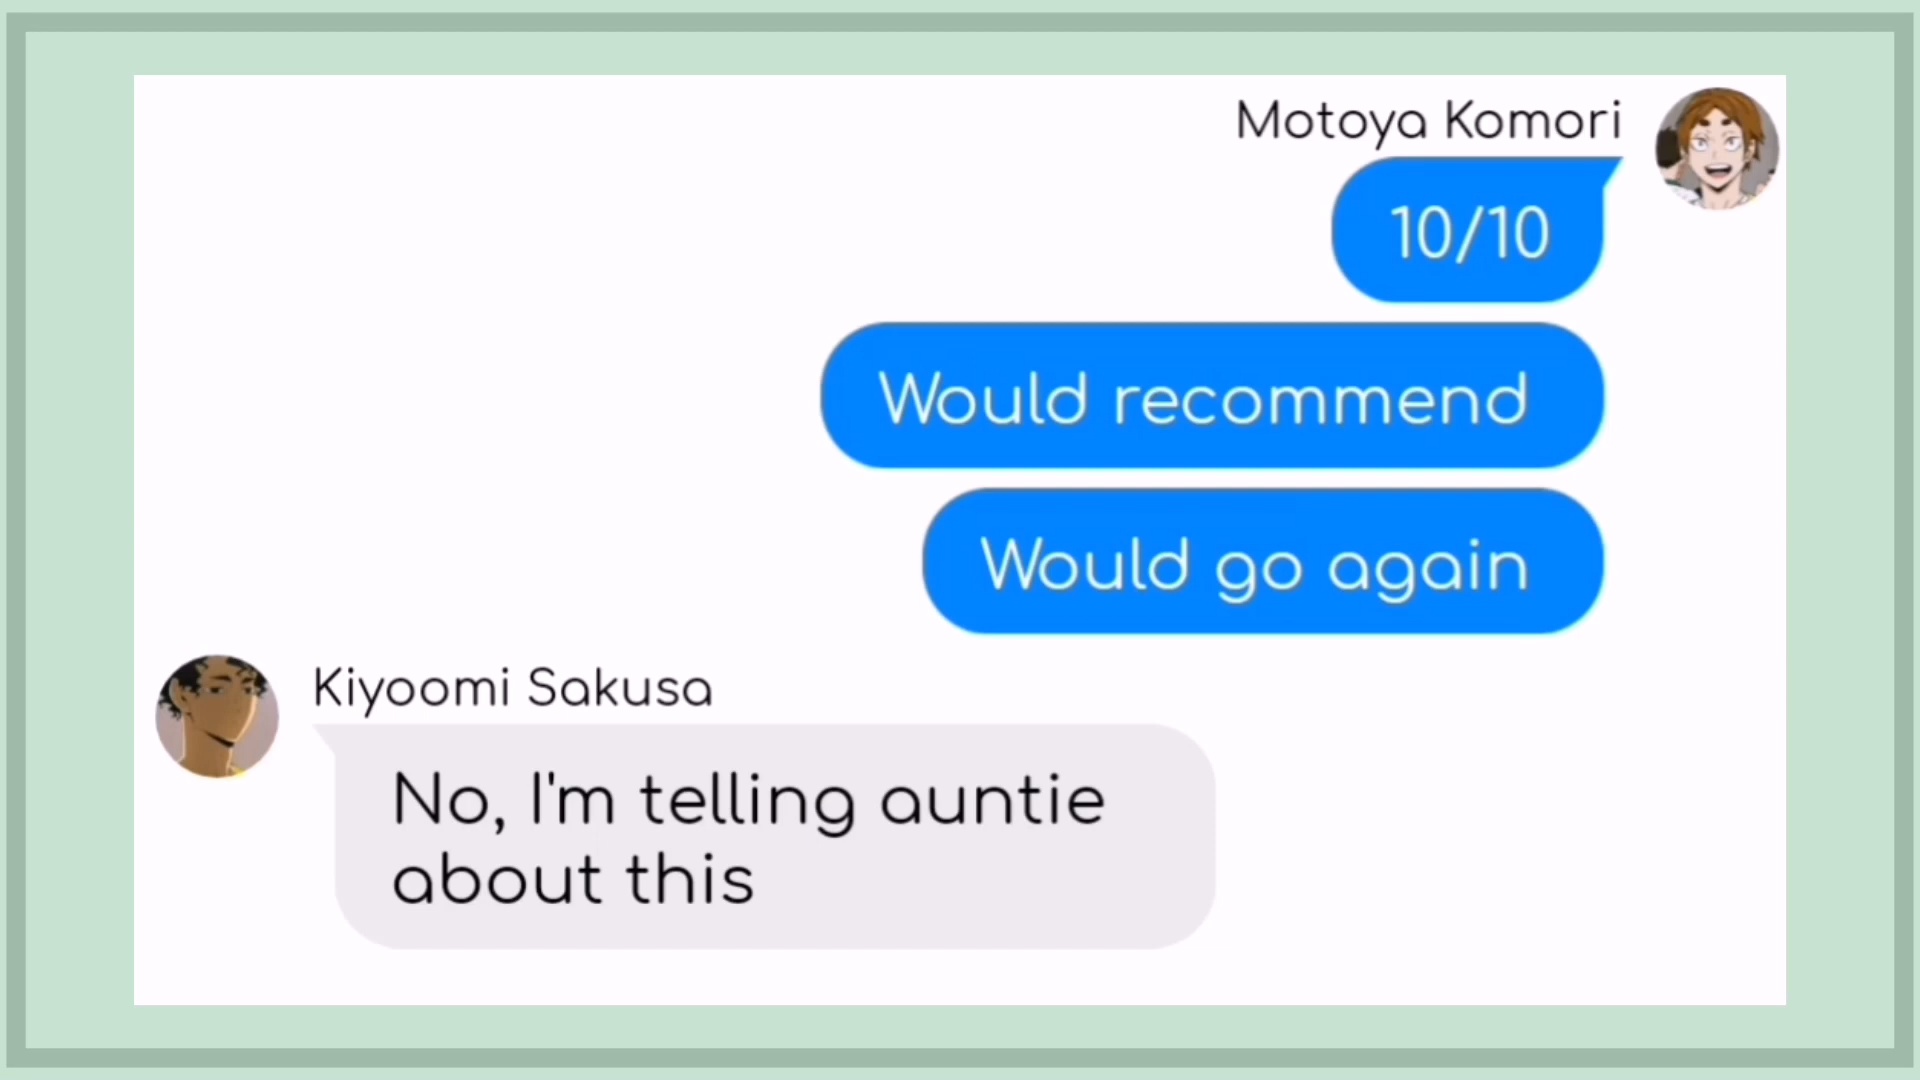 Motoya Komori
10/10
Would recommend
Would go again
Kiyoomi Sakusa
No, I'm telling auntie
about this